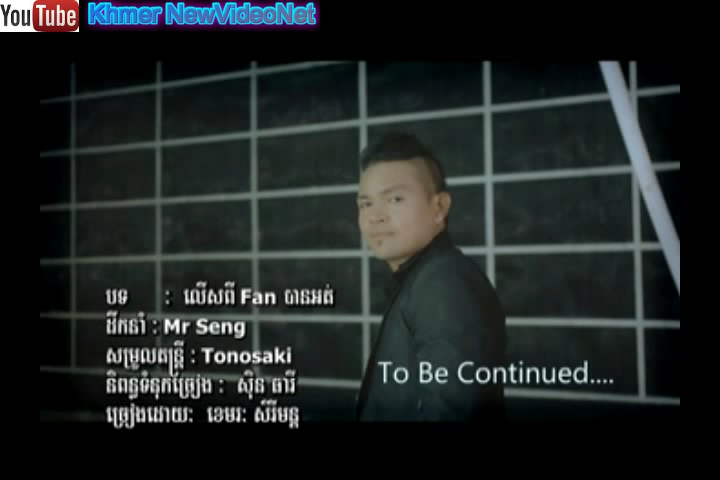 YouTube Khmer NewVideoNet
បទ : លើសពី Fan បានអត់
ដឹកនាំ : Mr Seng
សម្រួលតន្ត្រី : Tonosaki
និពន្ធទំនុកច្រៀង : ស៊ិន ធារី
ច្រៀងដោយ: ខេមរៈ សិរីមន្ត
To Be Continued....